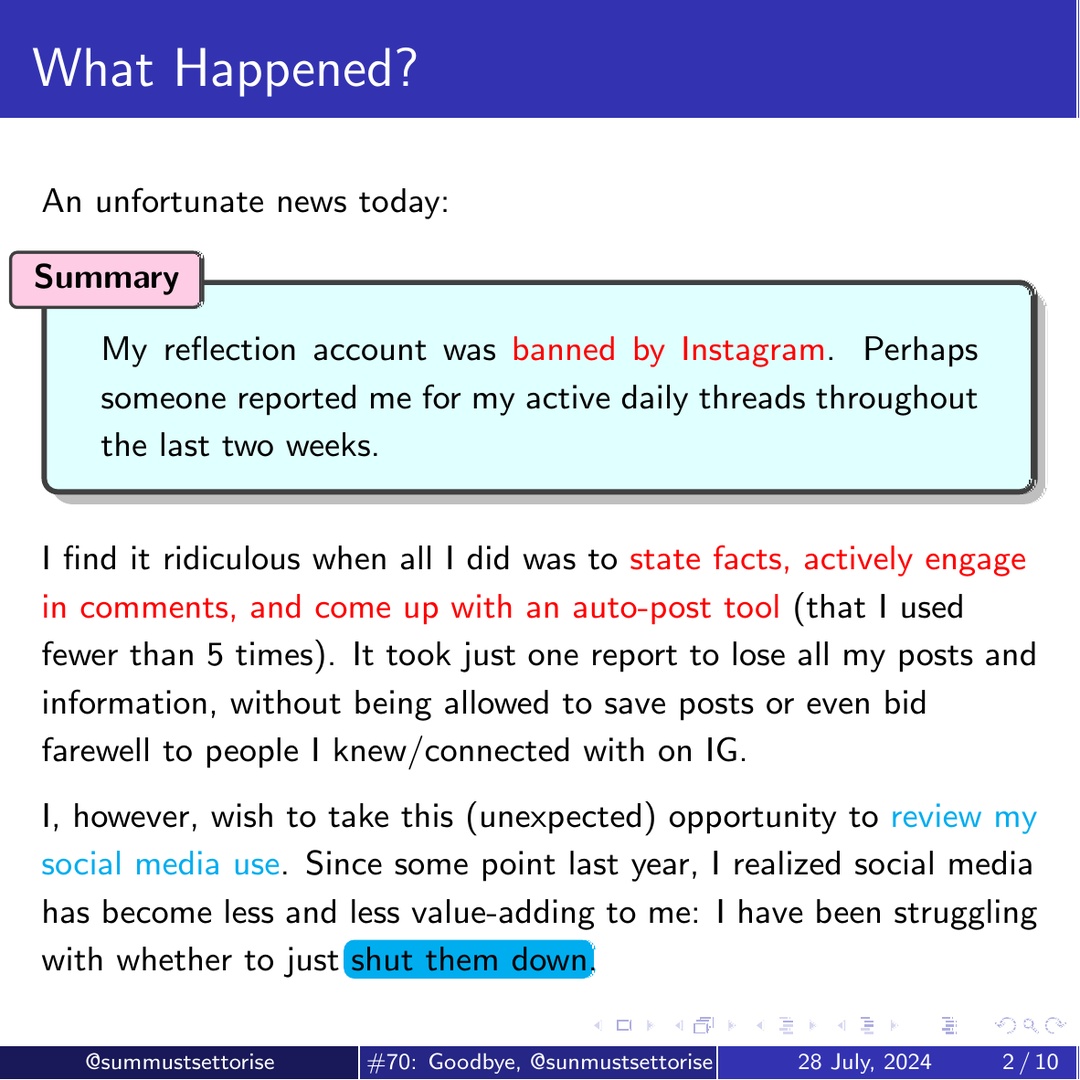 What Happened?
An unfortunate news today:
Summary
My reflection account was banned by Instagram. Perhaps
someone reported me for my active daily threads throughout
the last two weeks.
I find it ridiculous when all I did was to state facts, actively engage
in comments, and come up with an auto-post tool (that I used
fewer than 5 times). It took just one report to lose all my posts and
information, without being allowed to save posts or even bid
farewell to people I knew/connected with on IG.
I, however, wish to take this (unexpected) opportunity to review my
social media use. Since some point last year, I realized social media
has become less and less value-adding to me: I have been struggling
with whether to just shut them down.
@summustsettorise #70: Goodbye, @sunmustsettorise 28 July, 2024 2 / 10